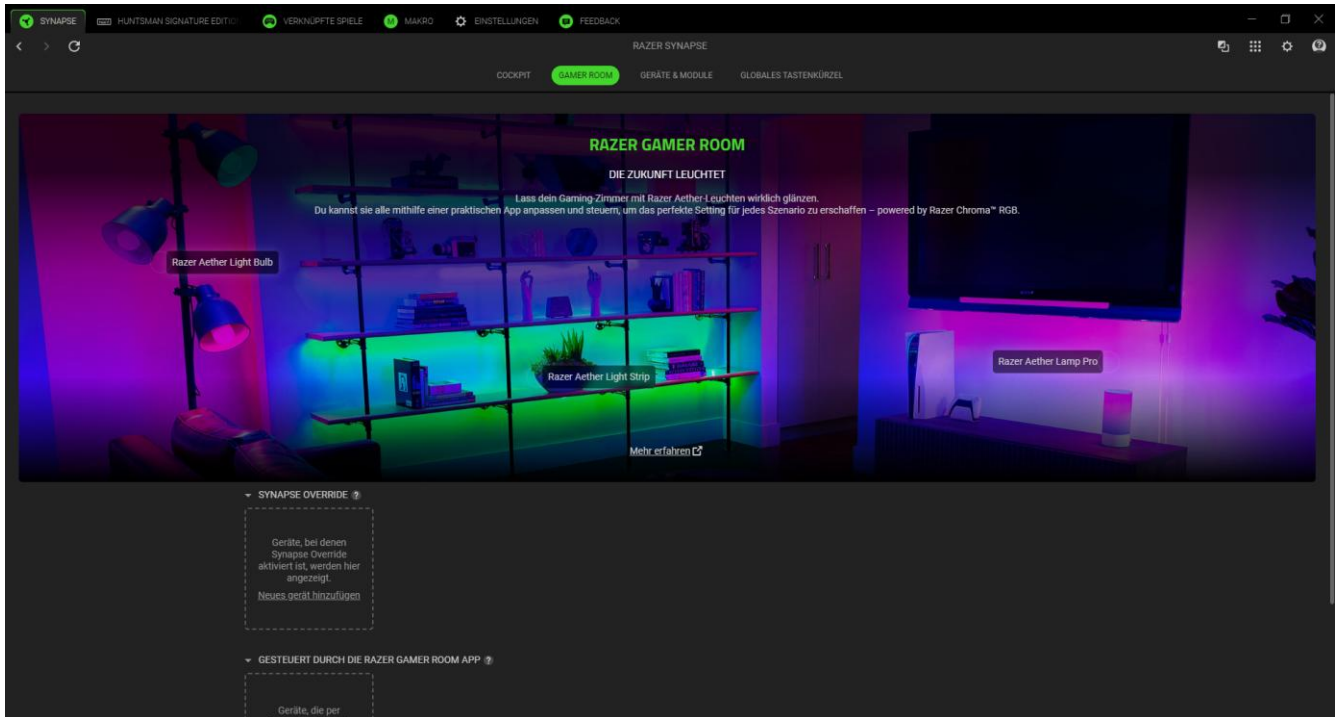 SYNAPSE
HUNTSMAN SIGNATURE EDITIO
VERKNÜPFTE SPIELE
MAKRO
EINSTELLUNGEN
FEEDBACK
RAZER SYNAPSE
COCKPIT
GAMER ROOM
GERÄTE & MODULE
GLOBALES TASTENKÜRZEL
RAZER GAMER ROOM
DIE ZUKUNFT LEUCHTET
Lass dein Gaming-Zimmer mit Razer Aether-Leuchten wirklich glänzen.
Du kannst sie alle mithilfe einer praktischen App anpassen und steuern, um das perfekte Setting für jedes Szenario zu erschaffen – powered by Razer Chroma™ RGB.
Razer Aether Light Bulb
Razer Aether Lamp Pro
Razer Aether Light Strip
Mehr erfahren
SYNAPSE OVERRIDE ?
Geräte, bei denen
Synapse Override
aktiviert ist, werden hier
angezeigt.
Neues gerät hinzufügen
GESTEUERT DURCH DIE RAZER GAMER ROOM APP ?
Geräte, die per